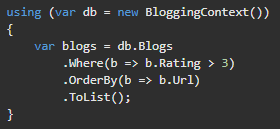 using (var db = new BloggingContext())
{
    var blogs = db.Blogs
        .Where(b => b.Rating > 3)
        .OrderBy(b => b.Url)
        .ToList();
}